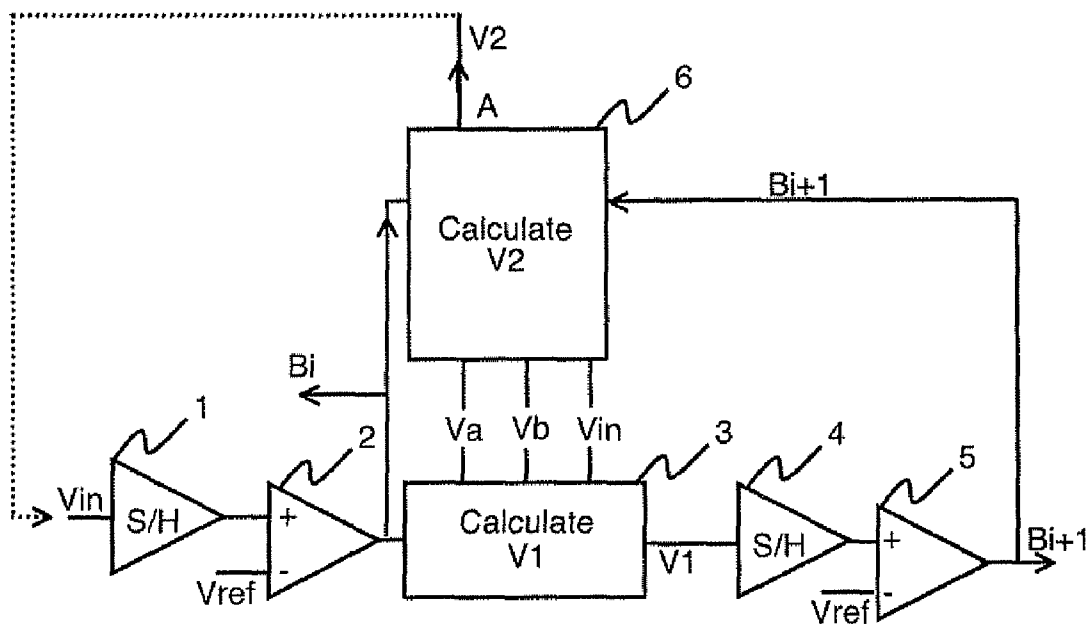 V2
A
6
Bi+1
Calculate
V2
Bi
1
2
Va
Vb
Vin
3
4
5
Vin
S/H
+
-
Vref
Calculate
V1
V1
S/H
+
-
Vref
Bi+1